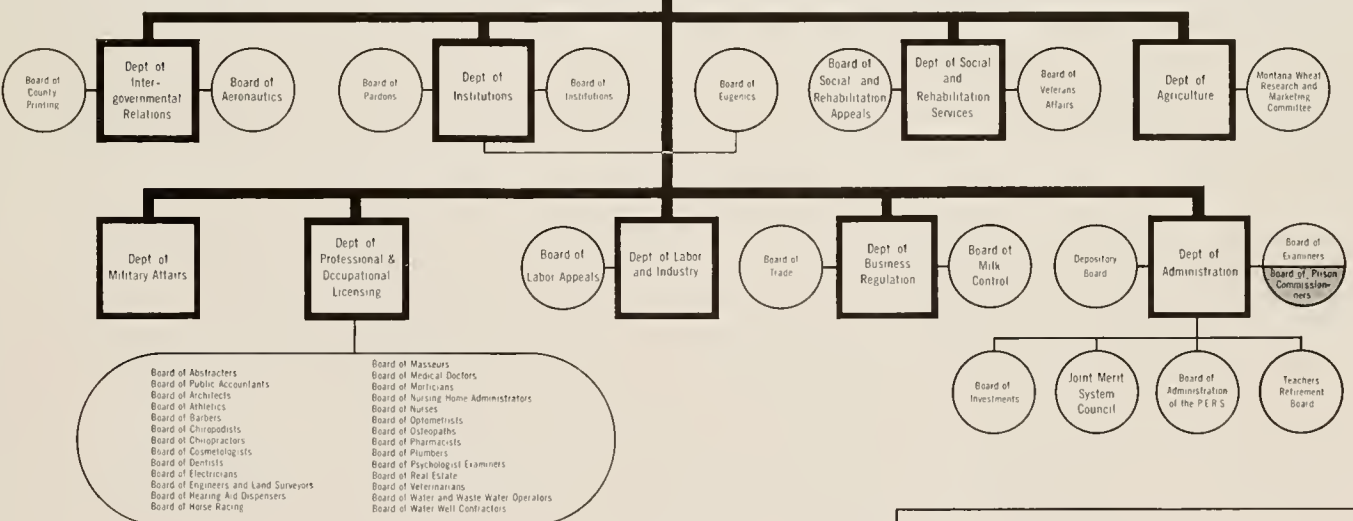 Board of
County
Printing
Dept of
Inter-
governmental
Relations
Board of
Aeronautics
Board of
Pardons
Dept of
Institutions
Board of
Institutions
Board of
Eugenics
Board of
Social and
Rehabilitation
Appeals
Dept of Social
and
Rehabilitation
Services
Board of
Veterans
Affairs
Dept of
Agriculture
Montana Wheat
Research and
Marketing
Committee
Dept of
Military Affairs
Dept of
Professional &
Occupational
Licensing
Board of
Labor Appeals
Dept of Labor
and Industry
Board of
Trade
Dept of
Business
Regulation
Board of
Milk
Control
Depository
Board
Dept of
Administration
Board of
Examiners
Board of Prison
Commission-
ners
Board of Abstracters
Board of Public Accountants
Board of Architects
Board of Athletics
Board of Barbers
Board of Chiropodists
Board of Chiropractors
Board of Cosmetologists
Board of Dentists
Board of Electricians
Board of Engineers and Land Surveyors
Board of Hearing Aid Dispensers
Board of Horse Racing
Board of Masseurs
Board of Medical Doctors
Board of Morticians
Board of Nursing Home Administrators
Board of Nurses
Board of Optometrists
Board of Osteopaths
Board of Pharmacists
Board of Plumbers
Board of Psychologist Examiners
Board of Real Estate
Board of Veterinarians
Board of Water and Waste Water Operators
Board of Water Well Contractors
Board of
Investments
Joint Merit
System
Council
Board of
Administration
of the P E R S
Teachers
Retirement
Board